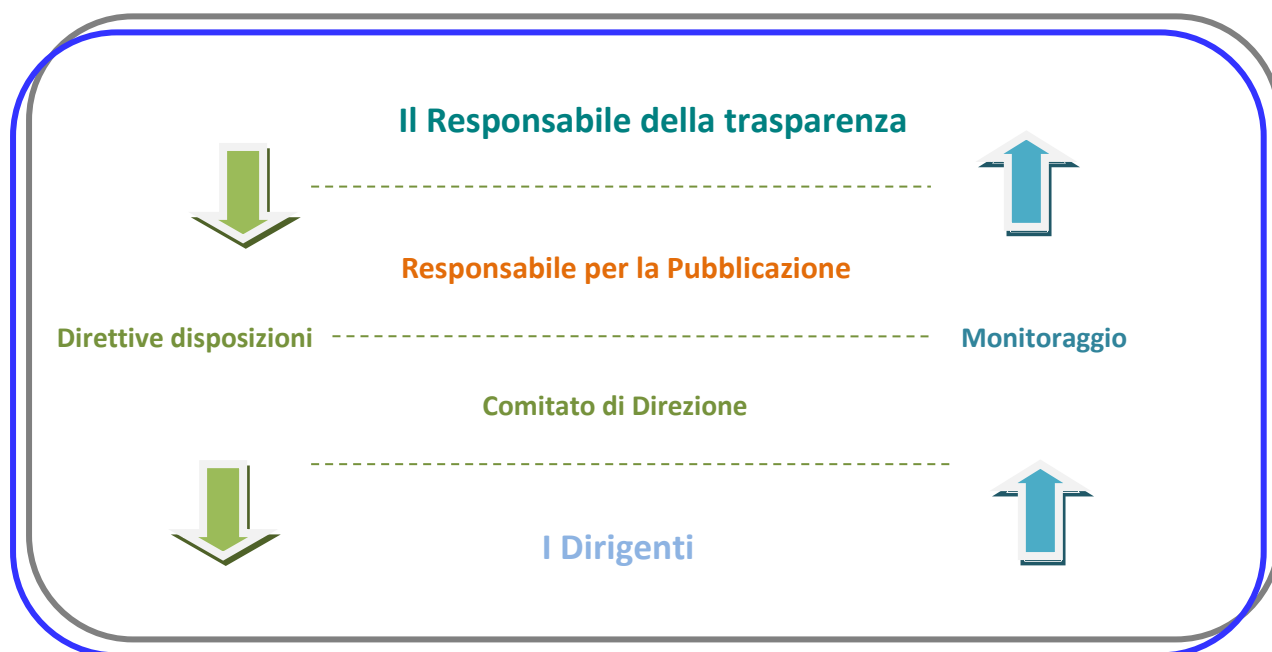 Il Responsabile della trasparenza
Responsabile per la Pubblicazione
Direttive disposizioni
Monitoraggio
Comitato di Direzione
I Dirigenti